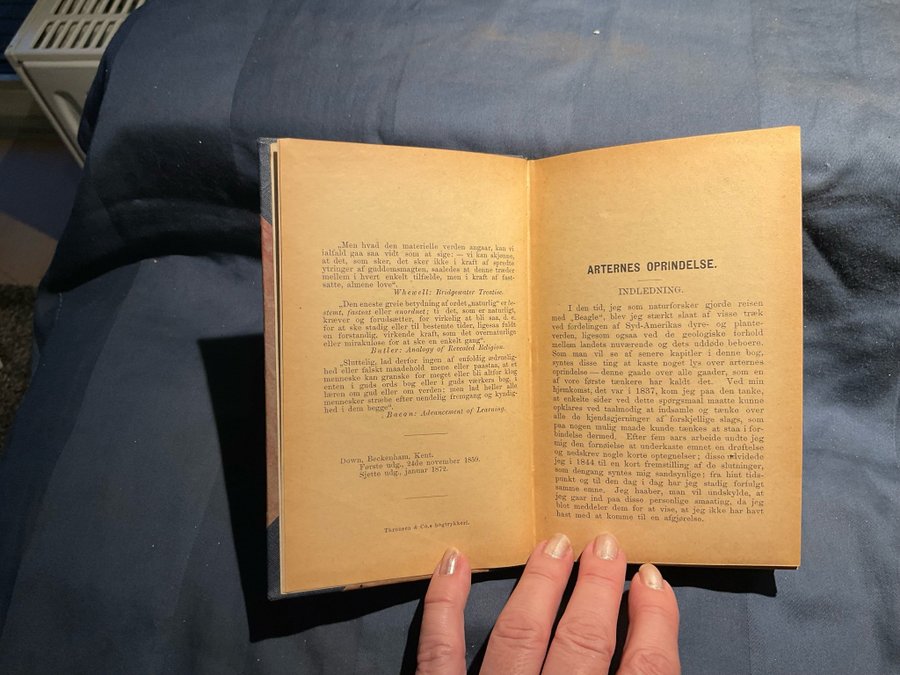 „Men hvad den materielle verden angaar, kan vi
ialfald gaa saa vidt som at sige: — vi kan skjønne,
at det, som sker, det sker ikke i kraft af spredte
ytringer af guddomsmagten, saaledes at denne træder
mellem i hvert enkelt tilfælde, men i kraft af fast-
satte, almene love“.
Whewell: Bridgewater Treatise.
„Den eneste greie betydning af ordet „naturlig“ er be-
stemt, fastsat eller anordnet; ti det, som er naturligt,
kræver og forudsætter, for virkelig at bli saa, d. e.
for at ske stadig eller til bestemte tider, ligesaa fuldt
en forstandig, virkende kraft, som det overnaturlige
eller mirakuløse for at ske en enkelt gang“.
Butler: Analogy of Revealed Religion.
„Sluttelig, lad derfor ingen af enfoldig ædruelig-
hed eller falskt maadehold mene eller paastaa, at et
menneske kan granske for meget eller bli altfor klog
enten i guds ords bog eller i guds værkers bog, i
læren om gud eller om verden; men lad heller alle
mennesker stræbe efter uendelig fremgang og kyndig-
hed i dem begge“.
Bacon: Advancement of Learning.
Down, Beckenham, Kent.
Første udg., 24de november 1859.
Sjette udg., januar 1872.
Thronsen & Co.s bogtrykkeri.
ARTERNES OPRINDELSE.
INDLEDNING.
I den tid, jeg som naturforsker gjorde reisen
med „Beagle“, blev jeg stærkt slaat af visse træk
ved fordelingen af Syd-Amerikas dyre- og plante-
verden, ligesom ogsaa ved de geologiske forhold
mellem landets nuværende og dets uddøde beboere.
Som man vil se af senere kapitler i denne bog,
syntes disse ting at kaste noget lys over arternes
oprindelse — denne gaade over alle gaader, som en
af vore første tænkere har kaldt det. Ved min
hjemkomst, det var i 1837, kom jeg paa den tanke,
at enkelte sider ved dette spørgsmaal maatte kunne
opklares ved taalmodig at indsamle og tænke over
alle de kjendsgjerninger af forskjellige slags, som
paa nogen mulig maade kunde tænkes at staa i for-
bindelse dermed. Efter fem aars arbeide undte jeg
mig den fornøielse at underkaste emnet en drøftelse
og nedskrev nogle korte optegnelser; disse udvidede
jeg i 1844 til en kort fremstilling af de slutninger,
som dengang syntes mig sandsynlige; fra hint tids-
punkt og til den dag i dag har jeg stadig forfulgt
samme emne. Jeg haaber, man vil undskylde, at
jeg gaar ind paa disse personlige smaating, da jeg
blot meddeler dem for at vise, at jeg ikke har havt
hast med at komme til en afgjørelse.